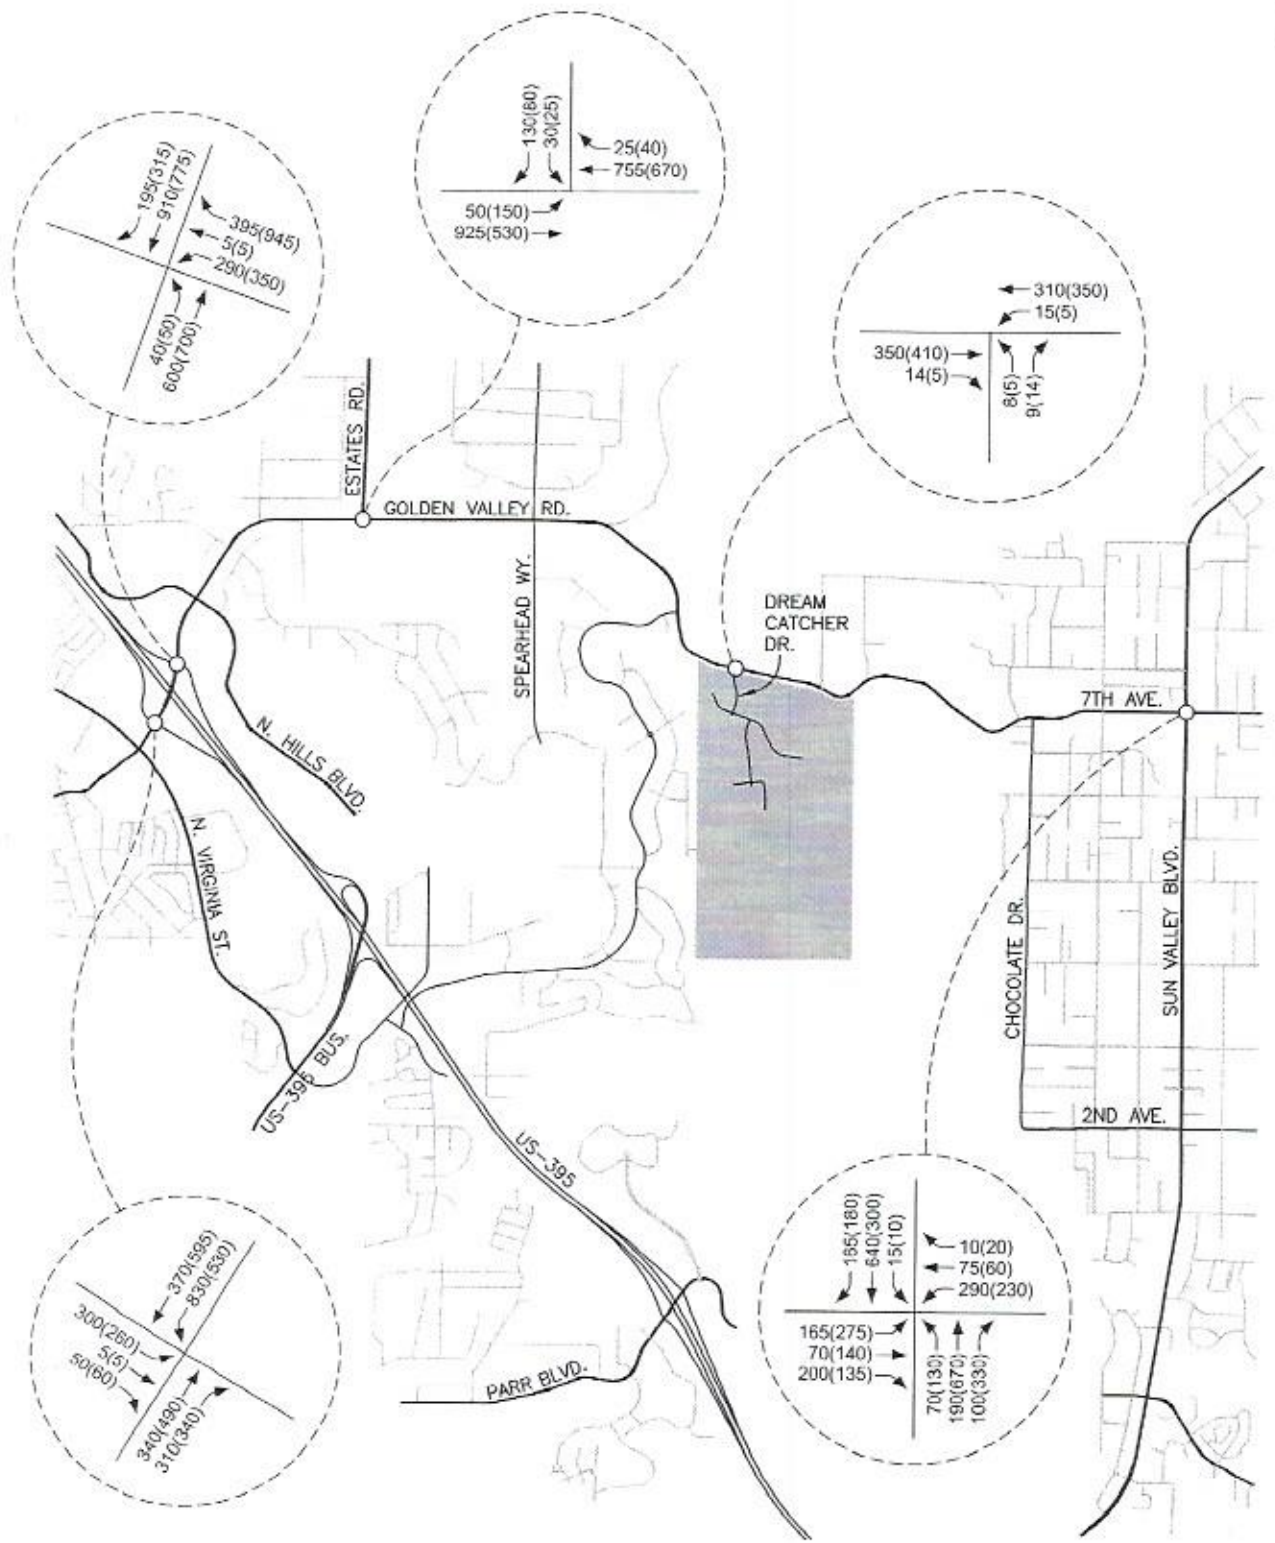 130(80)
30(25)
25(40)
755(670)
50(150)
925(530)
195(315)
910(775)
395(945)
5(5)
290(350)
40(50)
600(700)
310(350)
15(5)
350(410)
14(5)
8(5)
9(14)
ESTATES RD.
GOLDEN VALLEY RD.
SPEARHEAD WY.
DREAM
CATCHER
DR.
7TH AVE.
N. HILLS BLVD.
N. VIRGINIA ST.
CHOCOLATE DR.
SUN VALLEY BLVD.
US-395 BUS.
2ND AVE.
US-395
PARR BLVD.
370(595)
830(530)
300(260)
5(5)
50(60)
340(490)
310(340)
165(180)
640(300)
15(10)
10(20)
75(60)
290(230)
165(275)
70(140)
200(135)
70(130)
190(670)
100(330)